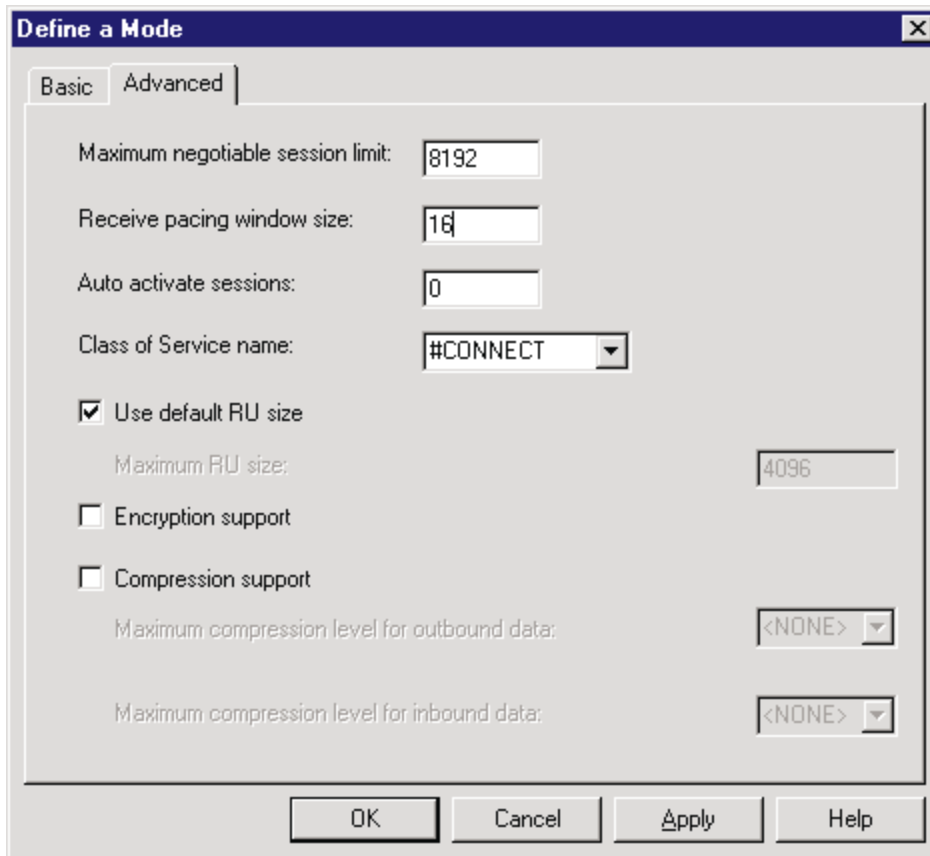 Define a Mode
Basic Advanced
Maximum negotiable session limit: 8192
Receive pacing window size: 16
Auto activate sessions: 0
Class of Service name: #CONNECT
Use default RU size
Maximum RU size: 4096
Encryption support
Compression support
Maximum compression level for outbound data: <NONE>
Maximum compression level for inbound data: <NONE>
OK Cancel Apply Help